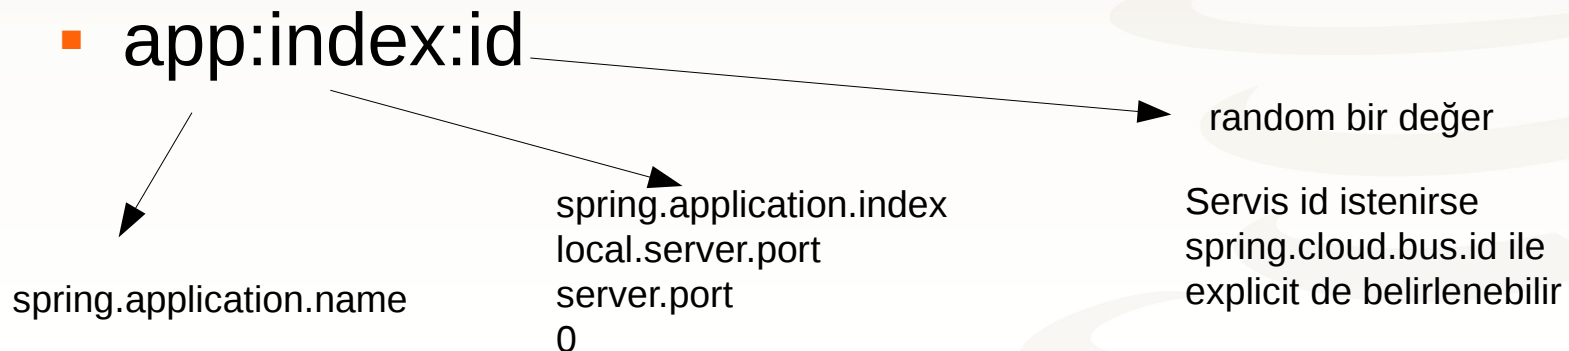 app:index:id
random bir değer
spring.application.index
local.server.port
server.port
0
Servis id istenirse
spring.cloud.bus.id ile
explicit de belirlenebilir
spring.application.name